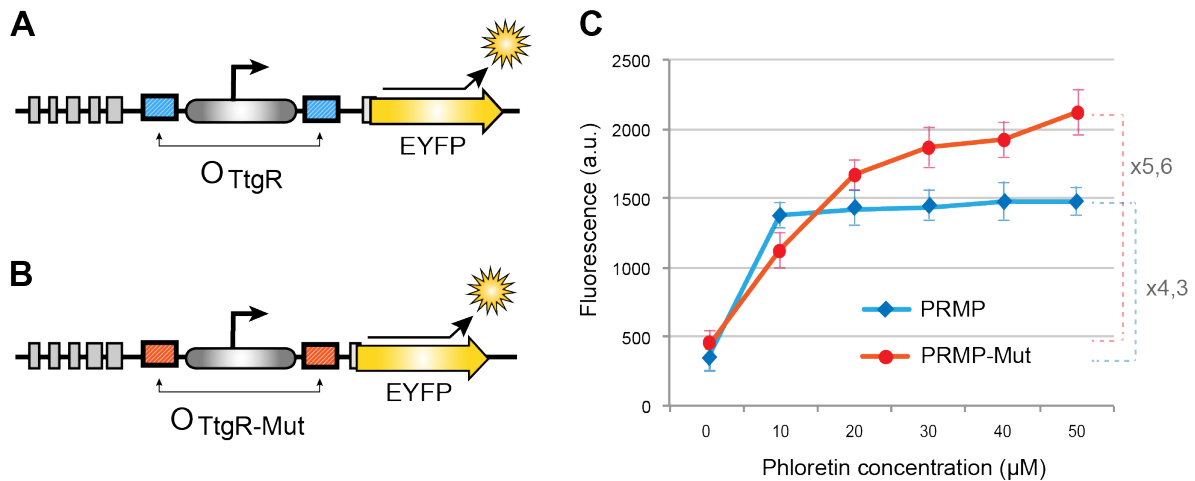 A
EYFP
O TtgR
B
EYFP
O TtgR-Mut
C
2500
2000
1500
1000
500
0
Fluorescence (a.u.)
0 10 20 30 40 50
Phloretin concentration (µM)
PRMP
PRMP-Mut
x5,6
x4,3